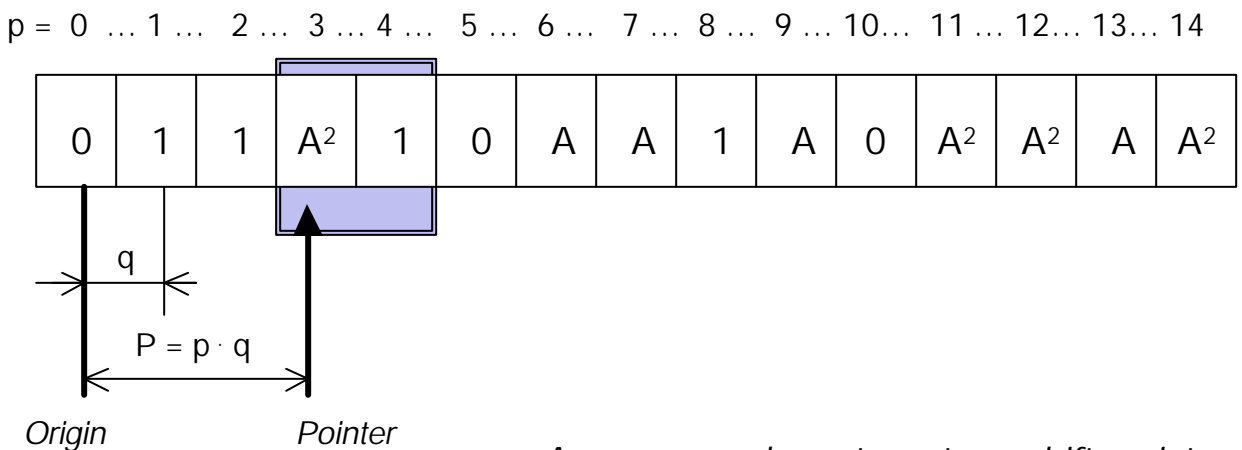 p = 0 ... 1 ... 2 ... 3 ... 4 ... 5 ... 6 ... 7 ... 8 ... 9 ... 10... 11 ... 12... 13... 14
0 1 1 A² 1 0 A A 1 A 0 A² A² A A²
q
P = p · q
Origin Pointer